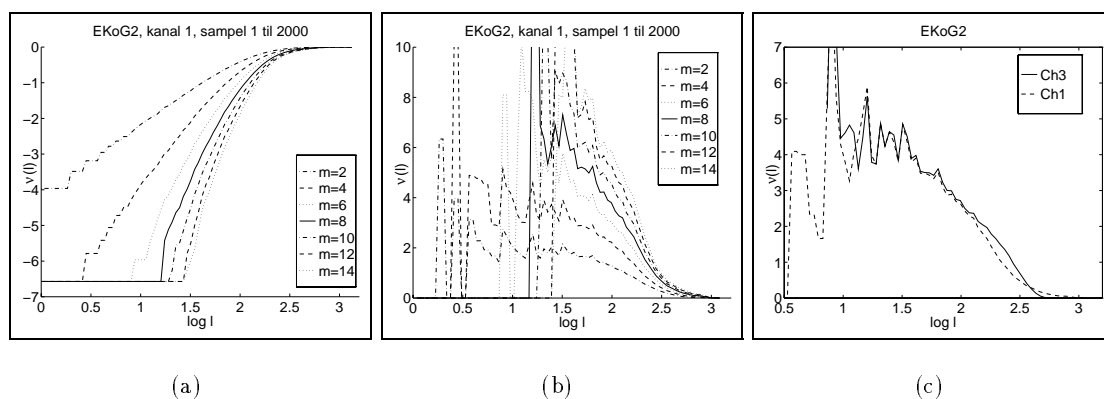 EKoG2, kanal 1, sampel 1 til 2000
0
−1
−2
−3
−4
−5
−6
−7
ν (l)
0 0.5 1 1.5 2 2.5 3
log l
m=2
m=4
m=6
m=8
m=10
m=12
m=14
(a)
EKoG2, kanal 1, sampel 1 til 2000
10
8
6
4
2
0
ν (l)
0 0.5 1 1.5 2 2.5 3
log l
m=2
m=4
m=6
m=8
m=10
m=12
m=14
(b)
EKoG2
7
6
5
4
3
2
1
0
ν(l)
0.5 1 1.5 2 2.5 3
log l
Ch3
Ch1
(c)